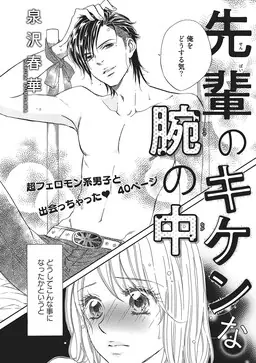 先輩のキケンな
腕の中
泉沢春華
俺を
どうする気?
超フェロモン系男子と
出会っちゃった♥ 40ページ
どうしてこんな事に
なったかというと